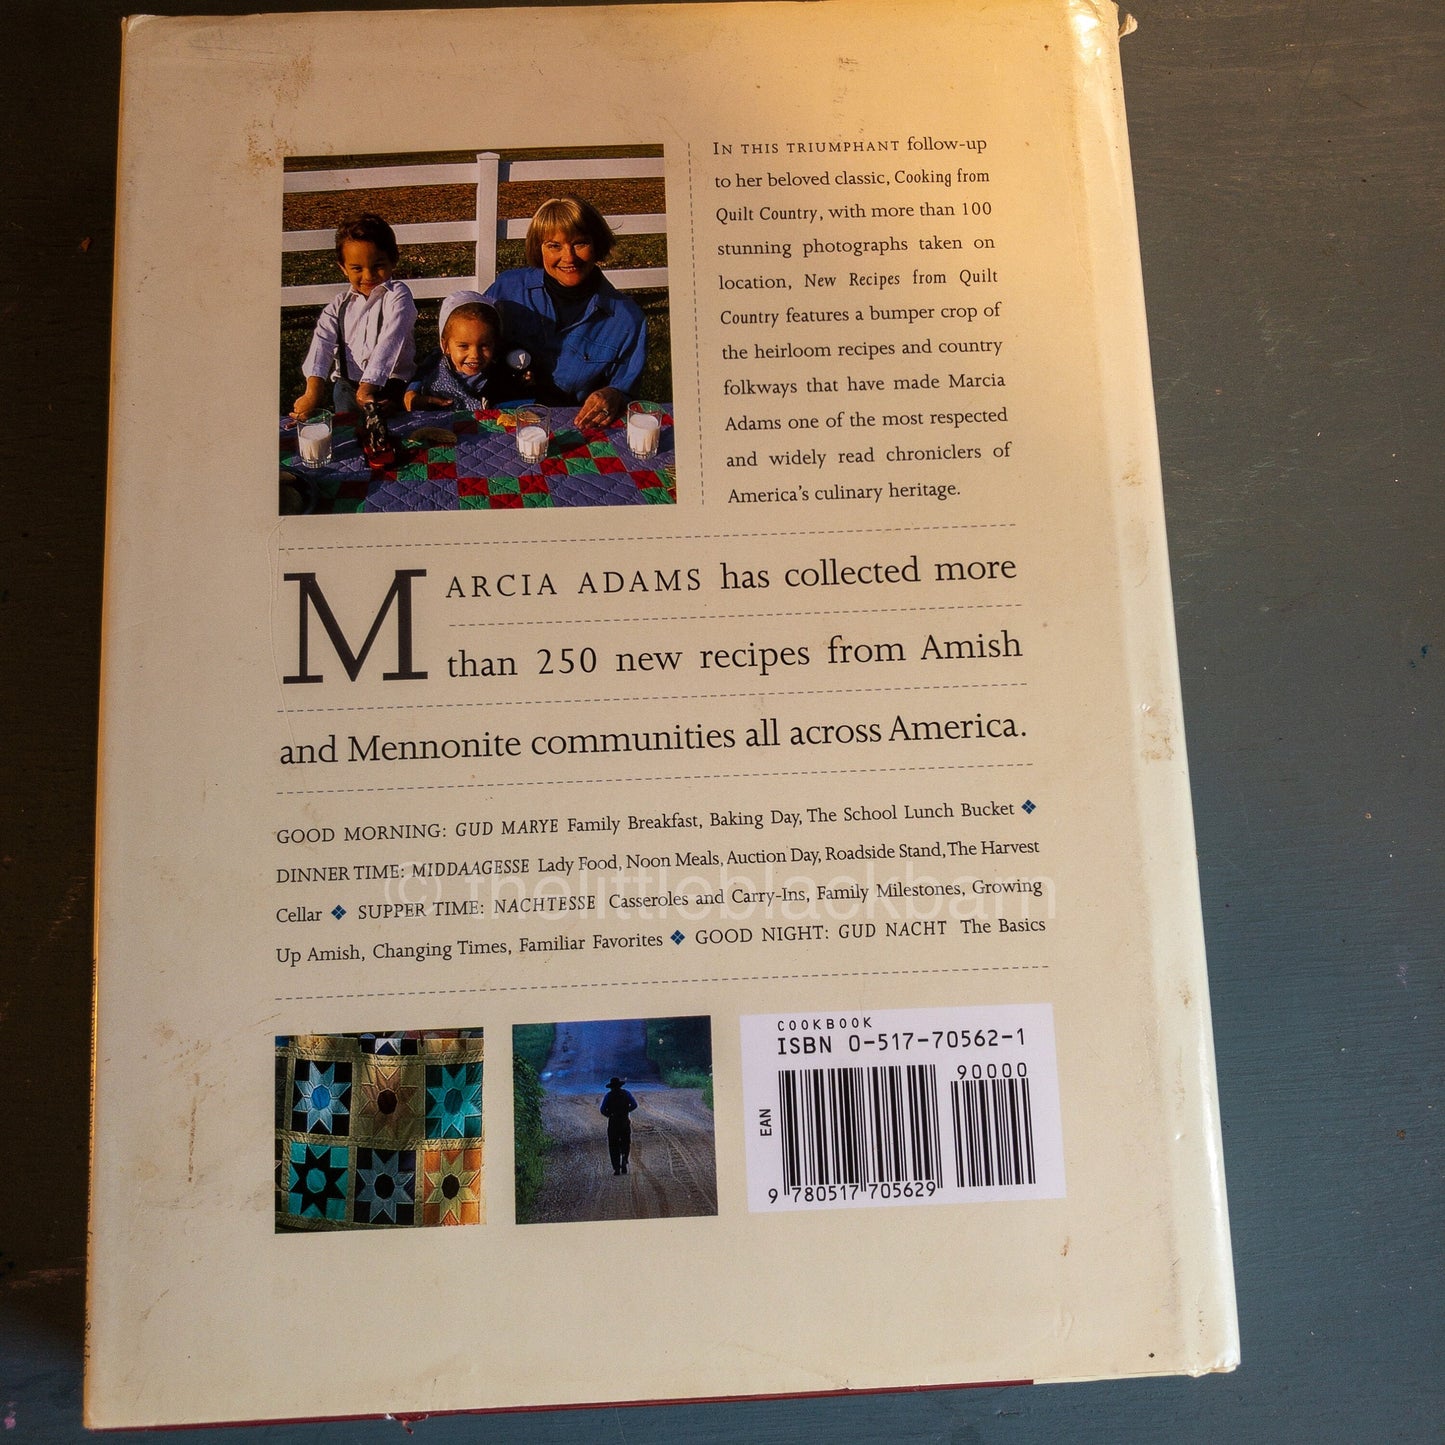 IN THIS TRIUMPHANT follow-up
to her beloved classic, Cooking from
Quilt Country, with more than 100
stunning photographs taken on
location, New Recipes from Quilt
Country features a bumper crop of
the heirloom recipes and country
folkways that have made Marcia
Adams one of the most respected
and widely read chroniclers of
America's culinary heritage.
MARCIA ADAMS has collected more
than 250 new recipes from Amish
and Mennonite communities all across America.
GOOD MORNING: GUD MARYE Family Breakfast, Baking Day, The School Lunch Bucket ❖
DINNER TIME: MIDDAAGESSE Lady Food, Noon Meals, Auction Day, Roadside Stand, The Harvest
Cellar ❖ SUPPER TIME: NACHTESSE Casseroles and Carry-Ins, Family Milestones, Growing
Up Amish, Changing Times, Familiar Favorites ❖ GOOD NIGHT: GUD NACHT The Basics
© thelittleblackbarn
COOKBOOK
ISBN 0-517-70562-1
90000
EAN
9 780517 705629